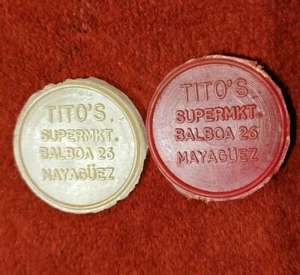 TITO'S
SUPERMKT.
BALBOA 26
MAYAGÜEZ
TITO'S
SUPERMKT.
BALBOA 26
MAYAGÜEZ